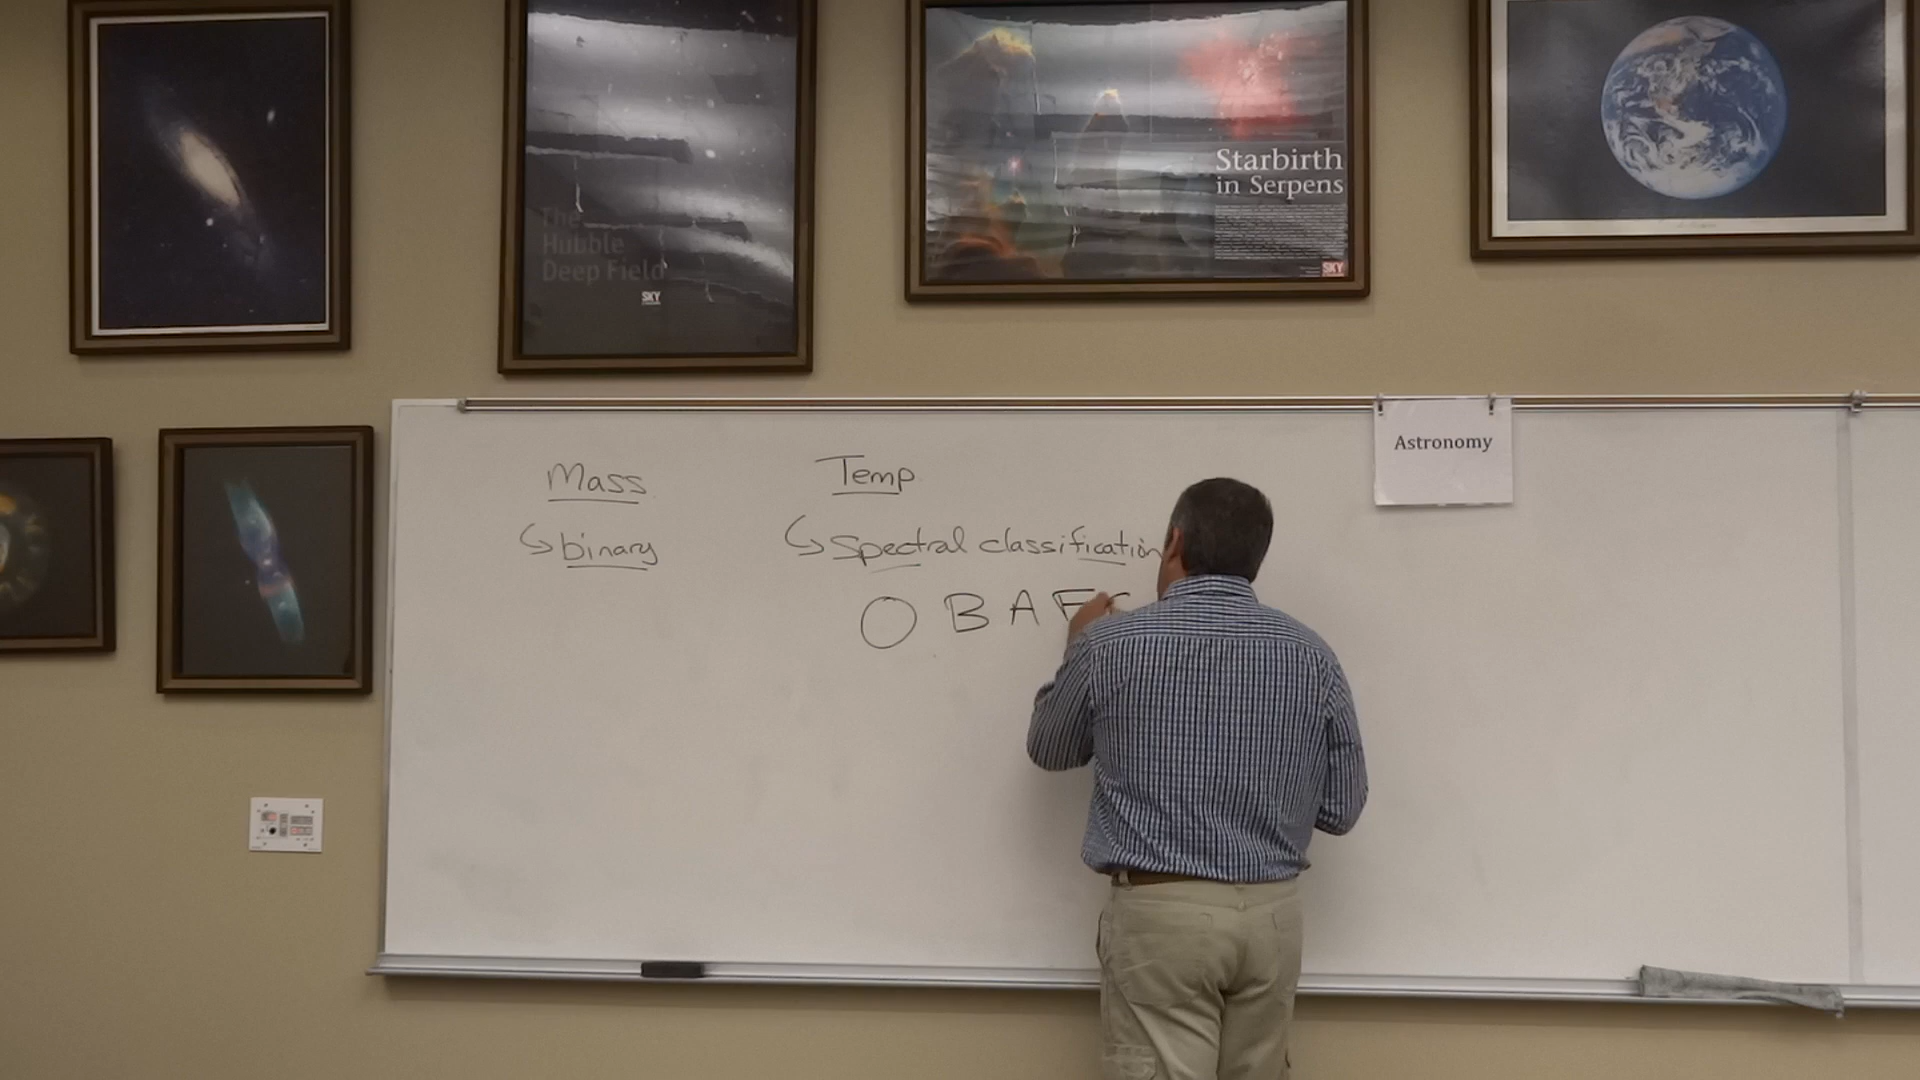 The
Hubble
Deep Field
SKY
Starbirth
in Serpens
SKY
Astronomy
Mass
Temp
↳ binary
↳ Spectral classification
O B A F